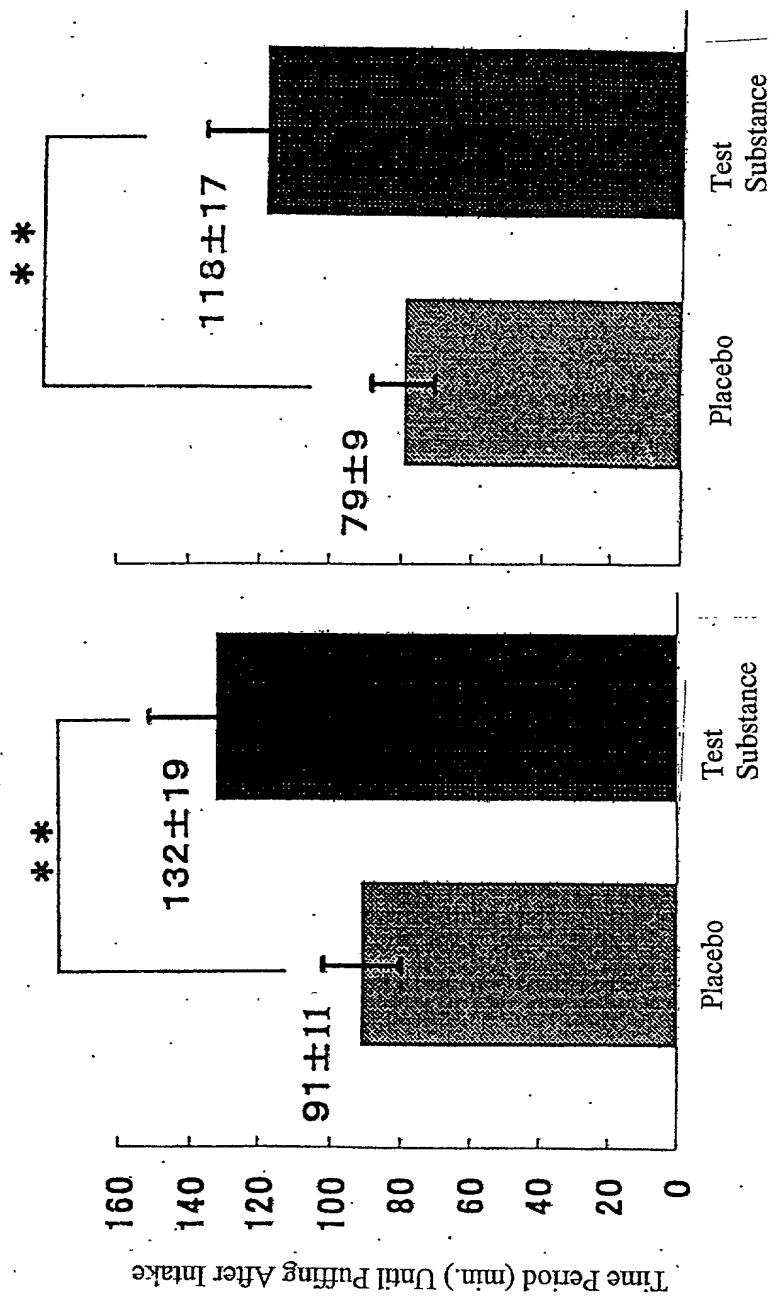 Time Period (min.) Until Puffing After Intake
160
140
120
100
80
60
40
20
0
* *
91±11
132±19
Placebo
Test
Substance
* *
79±9
118±17
Placebo
Test
Substance